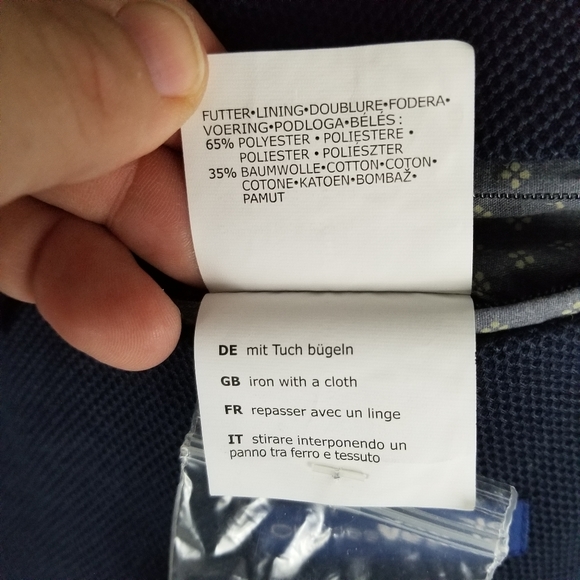 FUTTER•LINING•DOUBLURE•FODERA•
VOERING•PODLOGA•BÉLÉS :
65% POLYESTER • POLIESTERE •
POLIESTER • POLIÉSZTER
35% BAUMWOLLE•COTTON•COTON•
COTONE•KATOEN•BOMBAŽ•
PAMUT
DE mit Tuch bügeln
GB iron with a cloth
FR repasser avec un linge
IT stirare interponendo un
panno tra ferro e tessuto